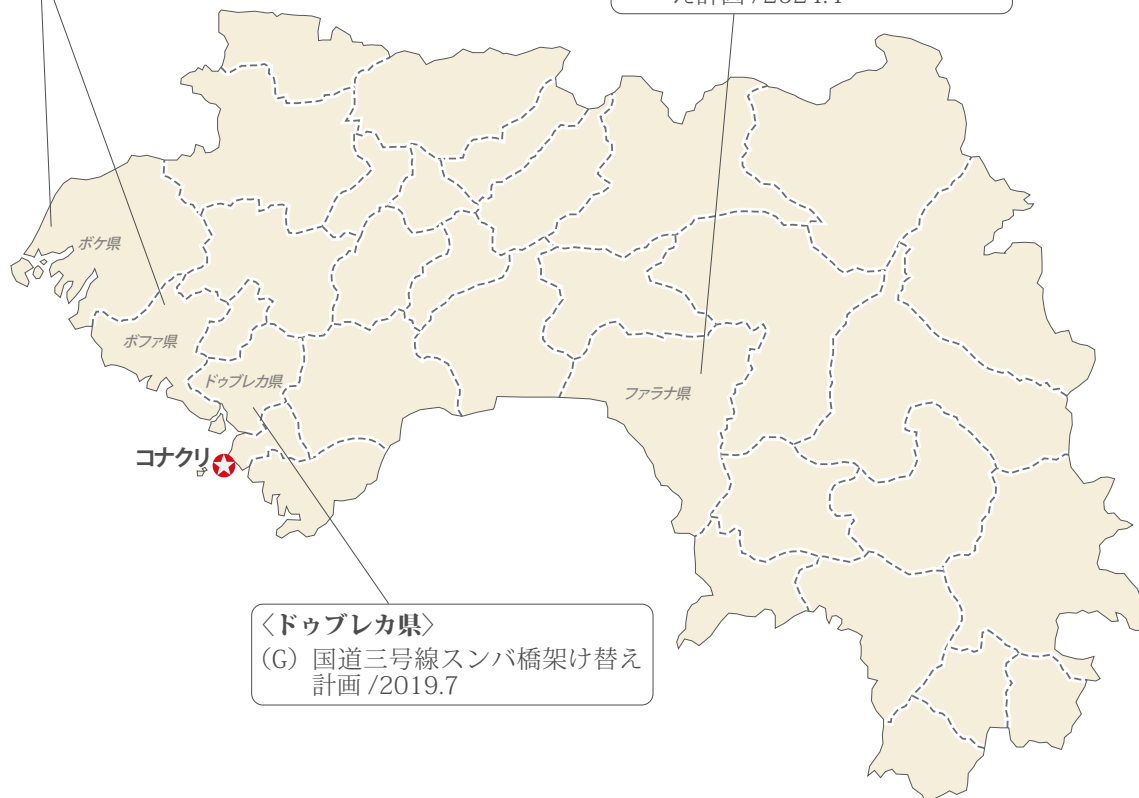 ボケ県
ボファ県
ドゥブレカ県
ファラナ県
コナクリ
〈ドゥブレカ県〉
(G) 国道三号線スンバ橋架け替え
計画 /2019.7